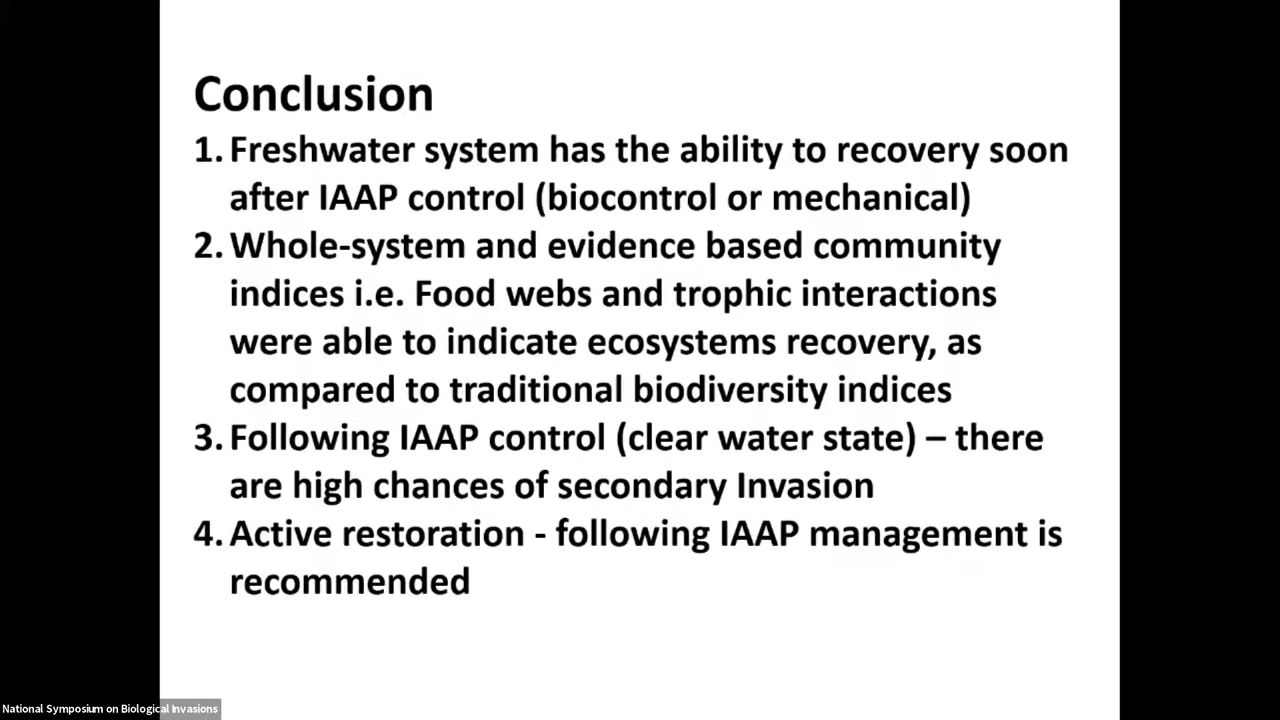 Conclusion
1. Freshwater system has the ability to recovery soon
after IAAP control (biocontrol or mechanical)
2. Whole-system and evidence based community
indices i.e. Food webs and trophic interactions
were able to indicate ecosystems recovery, as
compared to traditional biodiversity indices
3. Following IAAP control (clear water state) – there
are high chances of secondary Invasion
4. Active restoration - following IAAP management is
recommended
National Symposium on Biological Invasions